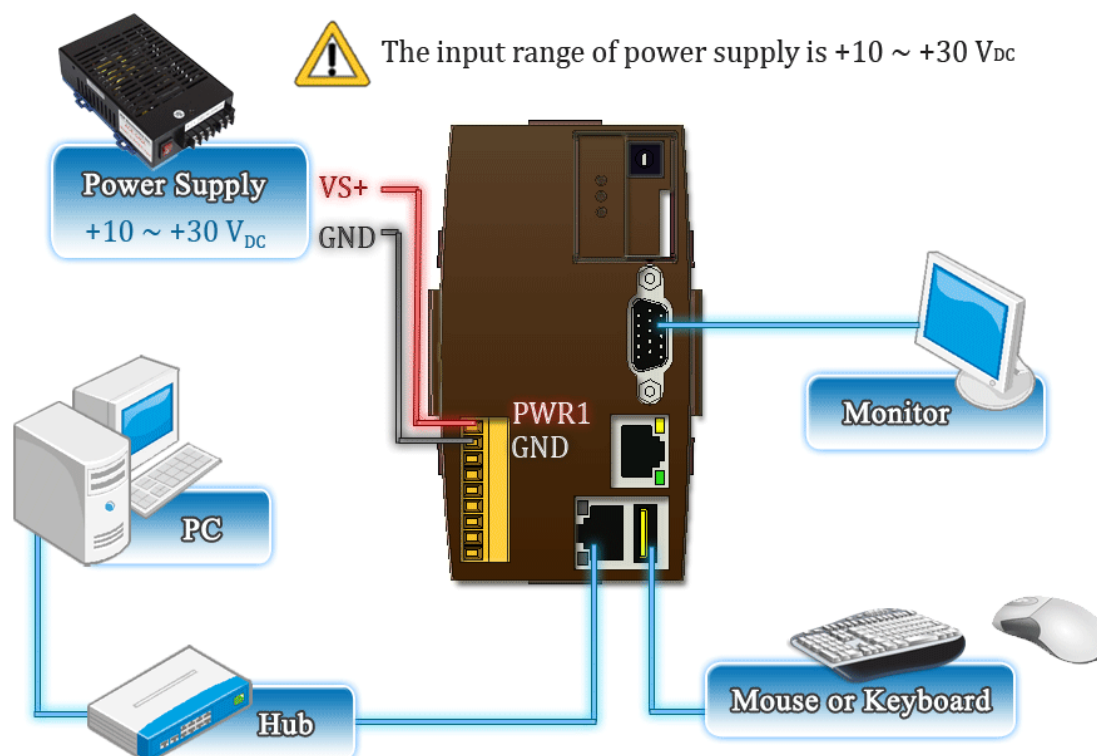 The input range of power supply is +10 ~ +30 VDC
Power Supply
+10 ~ +30 VDC
VS+
GND
PWR1
GND
Monitor
PC
Mouse or Keyboard
Hub